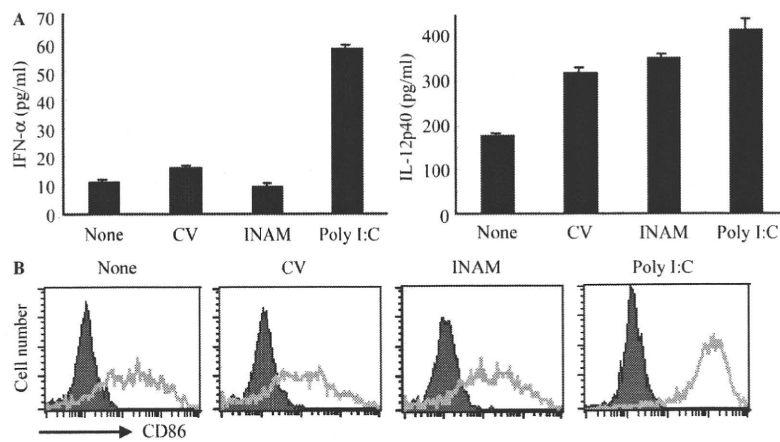 A
IFN-α (pg/ml)
70
60
50
40
30
20
10
0
None CV INAM Poly I:C
IL-12p40 (pg/ml)
400
300
200
100
0
None CV INAM Poly I:C
B
None CV INAM Poly I:C
Cell number
CD86